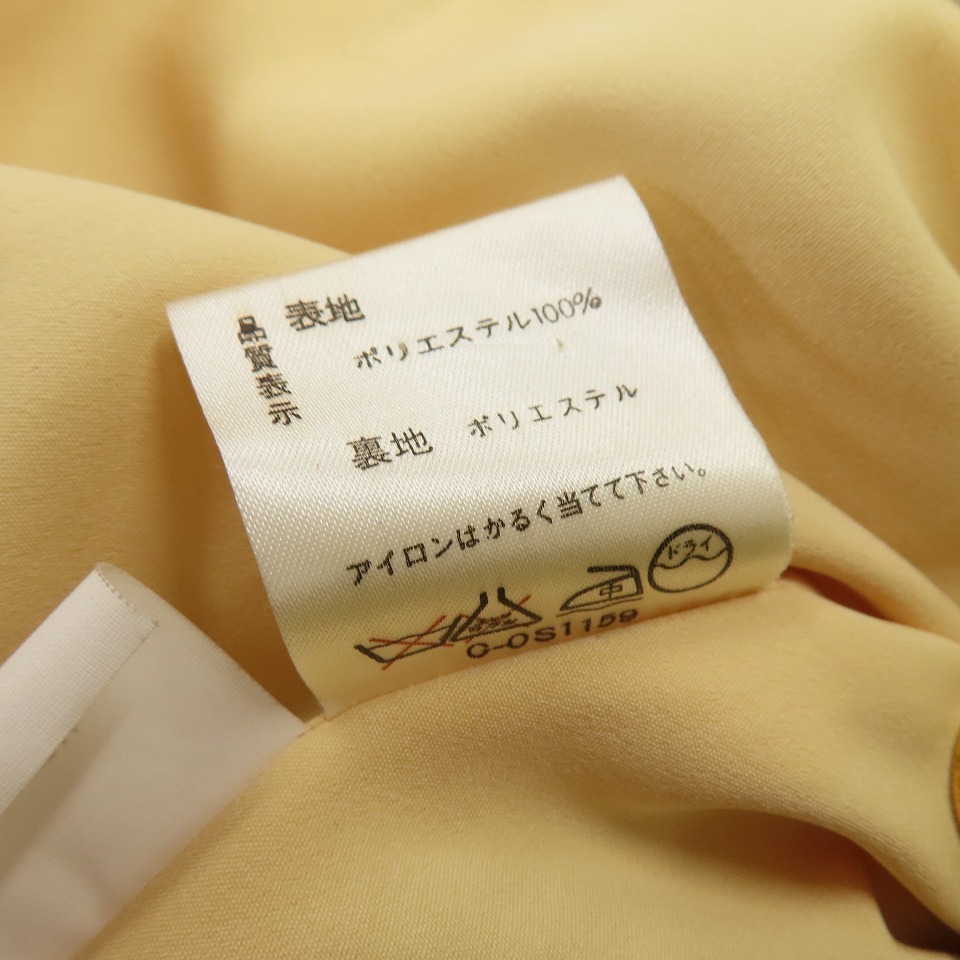 品質表示
表地
ポリエステル100%
裏地 ポリエステル
アイロンはかるく当てて下さい。
ドライ
中
C-OS1159